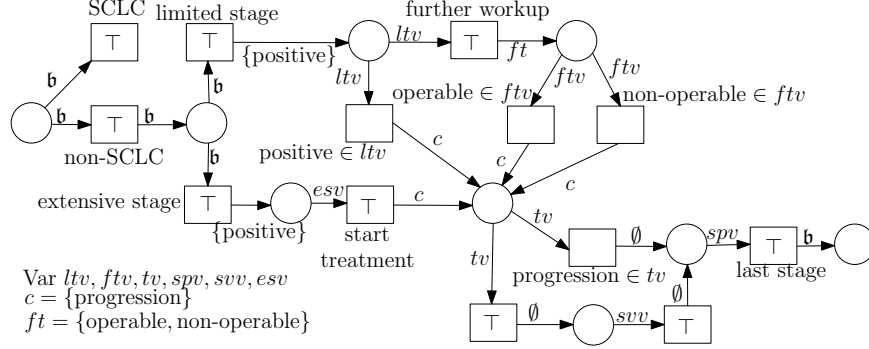 SCLC
limited stage
further workup
⊤
⊤
{positive}
ltv
⊤
ft
𝔟
ltv
ftv
ftv
operable ∈ ftv
non-operable ∈ ftv
𝔟
𝔟
⊤
𝔟
non-SCLC
positive ∈ ltv
c
c
c
𝔟
extensive stage
⊤
{positive}
esv
⊤
c
start
treatment
tv
tv
∅
spv
⊤
𝔟
progression ∈ tv
last stage
Var ltv, ftv, tv, spv, svv, esv
c = {progression}
ft = {operable, non-operable}
∅
⊤
∅
svv
⊤